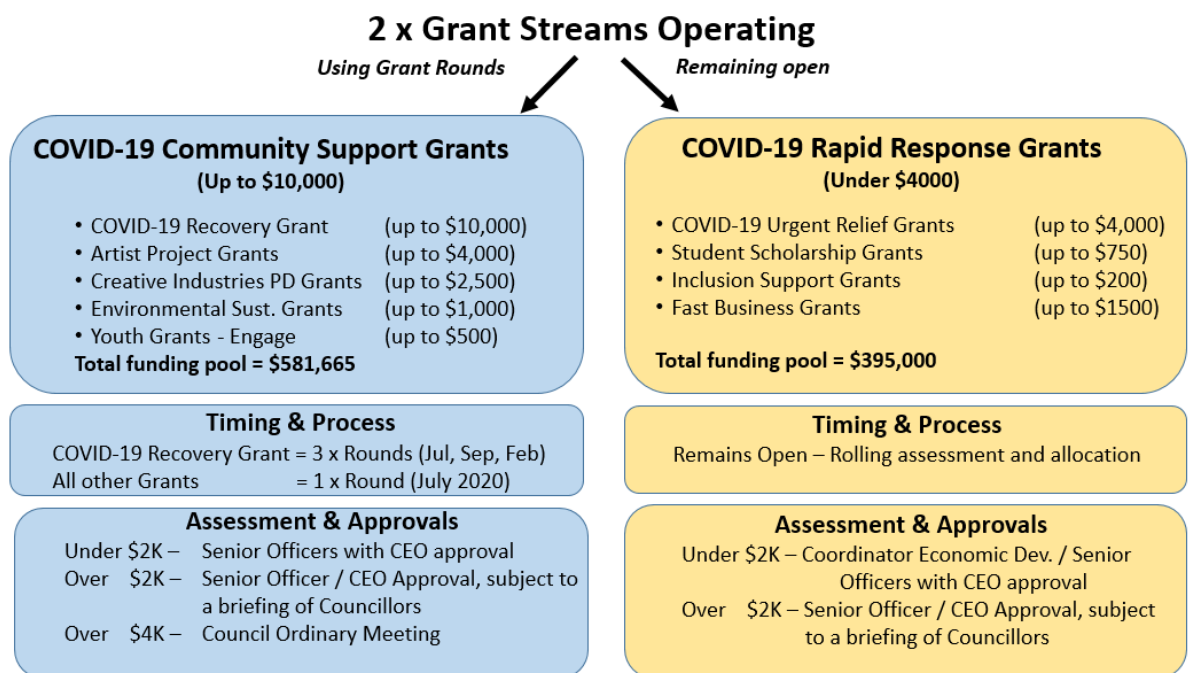 2 x Grant Streams Operating
Using Grant Rounds
Remaining open
COVID-19 Community Support Grants
(Up to $10,000)
• COVID-19 Recovery Grant (up to $10,000)
• Artist Project Grants (up to $4,000)
• Creative Industries PD Grants (up to $2,500)
• Environmental Sust. Grants (up to $1,000)
• Youth Grants - Engage (up to $500)
Total funding pool = $581,665
Timing & Process
COVID-19 Recovery Grant = 3 x Rounds (Jul, Sep, Feb)
All other Grants = 1 x Round (July 2020)
Assessment & Approvals
Under $2K – Senior Officers with CEO approval
Over $2K – Senior Officer / CEO Approval, subject to
a briefing of Councillors
Over $4K – Council Ordinary Meeting
COVID-19 Rapid Response Grants
(Under $4000)
• COVID-19 Urgent Relief Grants (up to $4,000)
• Student Scholarship Grants (up to $750)
• Inclusion Support Grants (up to $200)
• Fast Business Grants (up to $1500)
Total funding pool = $395,000
Timing & Process
Remains Open – Rolling assessment and allocation
Assessment & Approvals
Under $2K – Coordinator Economic Dev. / Senior
Officers with CEO approval
Over $2K – Senior Officer / CEO Approval, subject
to a briefing of Councillors